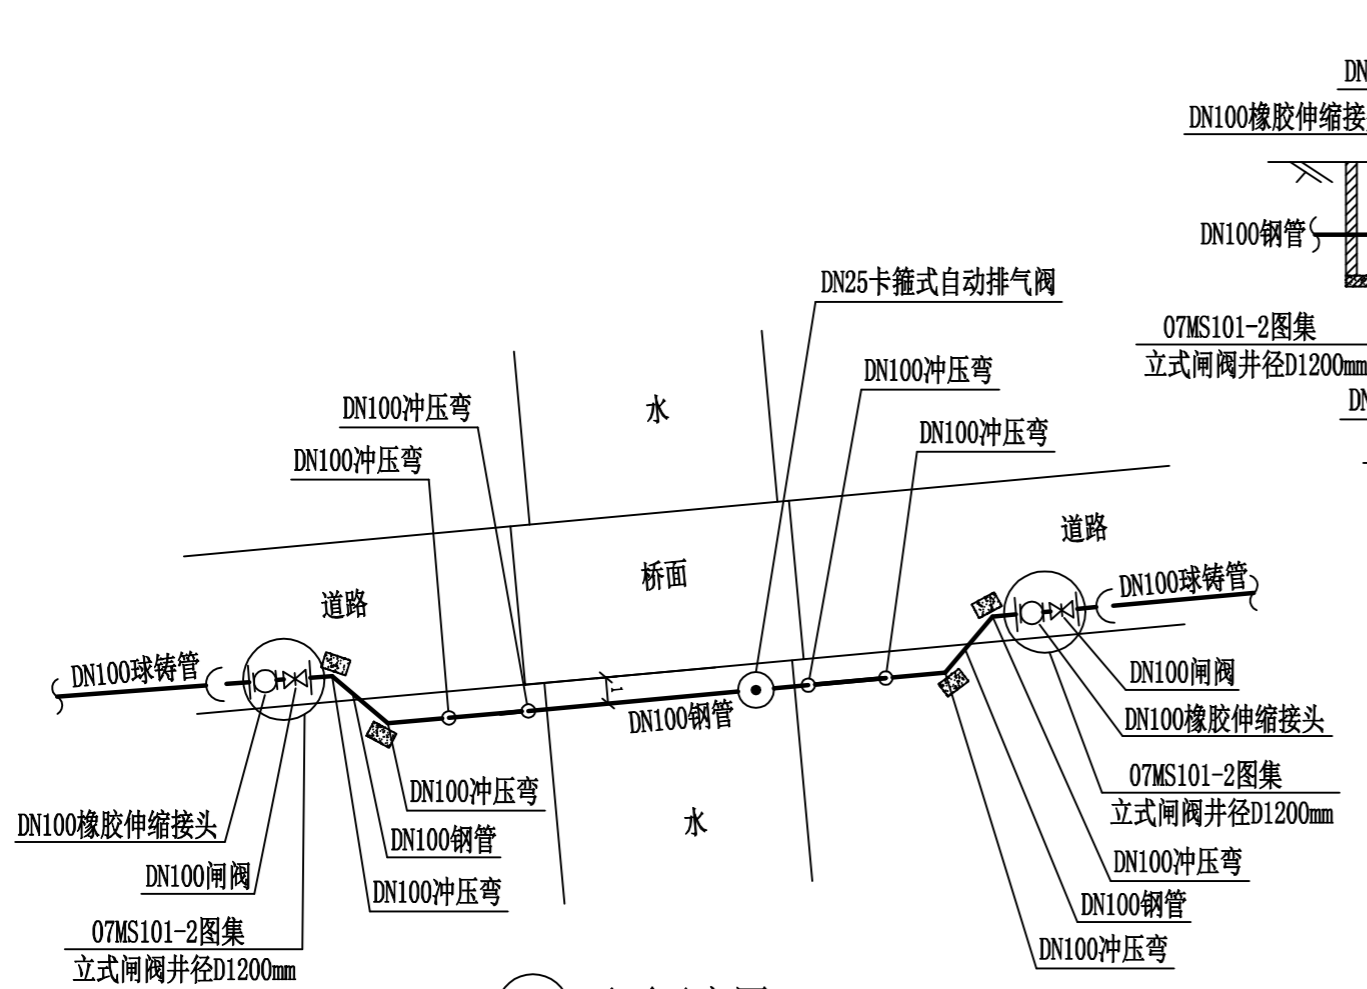 DN
DN100橡胶伸缩接
DN100钢管
07MS101-2图集
立式闸阀井径D1200mm
DN
DN25卡箍式自动排气阀
DN100冲压弯
DN100冲压弯
DN100冲压弯
DN100冲压弯
水
道路
桥面
道路
DN100球铸管
DN100球铸管
DN100钢管
L
DN100闸阀
DN100橡胶伸缩接头
07MS101-2图集
立式闸阀井径D1200mm
DN100冲压弯
DN100钢管
DN100冲压弯
水
DN100冲压弯
DN100钢管
DN100冲压弯
DN100橡胶伸缩接头
DN100闸阀
07MS101-2图集
立式闸阀井径D1200mm